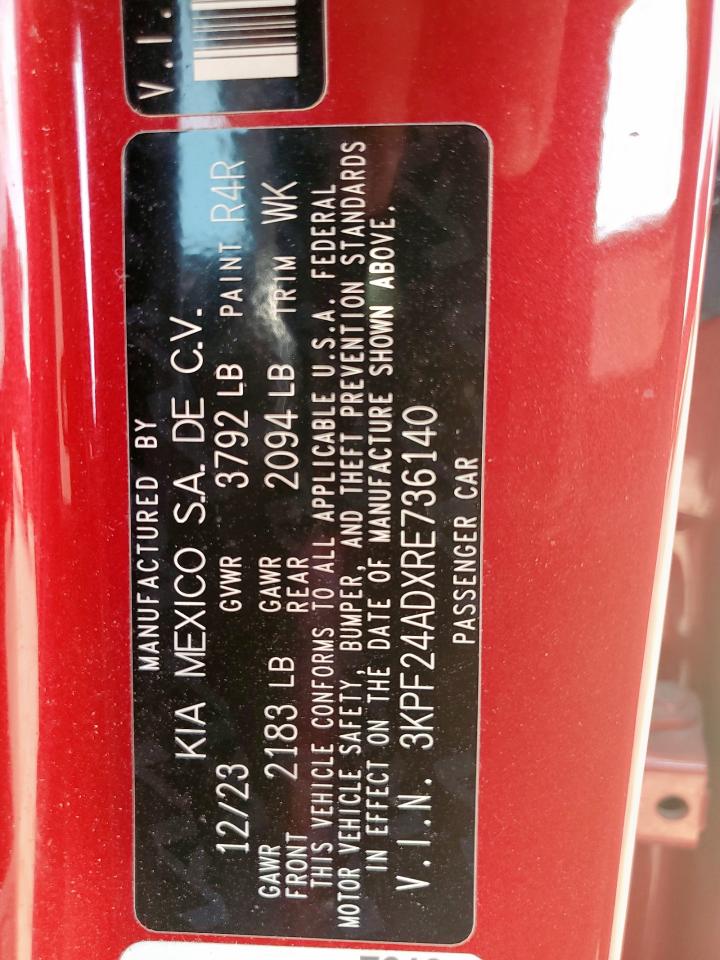 V.I.
MANUFACTURED BY
KIA MEXICO S.A. DE C.V.
12/23 GVWR 3792 LB PAINT R4R
GAWR FRONT 2183 LB GAWR REAR 2094 LB TRIM WK
THIS VEHICLE CONFORMS TO ALL APPLICABLE U.S.A. FEDERAL
MOTOR VEHICLE SAFETY, BUMPER, AND THEFT PREVENTION STANDARDS
IN EFFECT ON THE DATE OF MANUFACTURE SHOWN ABOVE.
V.I.N. 3KPF24ADXRE736140
PASSENGER CAR